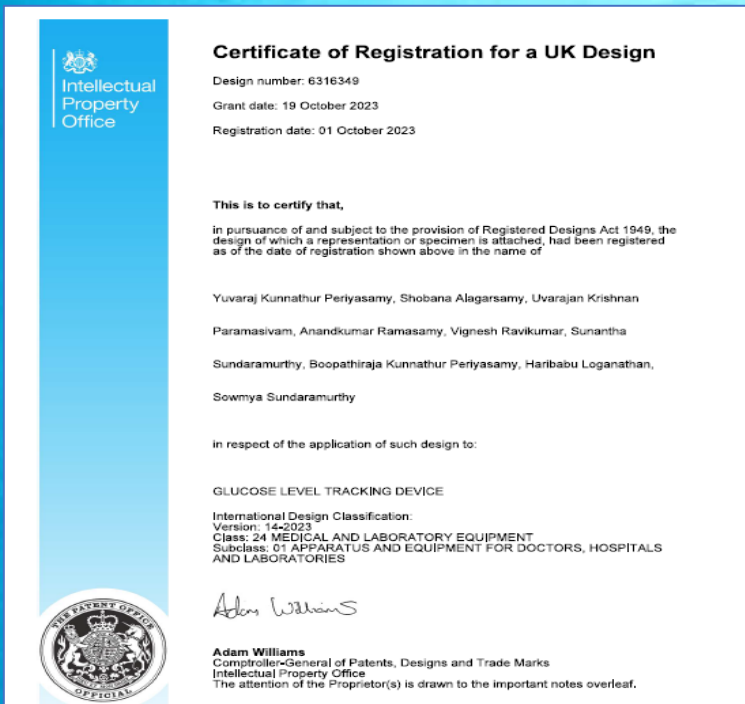 Intellectual
Property
Office
Certificate of Registration for a UK Design
Design number: 6316349
Grant date: 19 October 2023
Registration date: 01 October 2023
This is to certify that,
in pursuance of and subject to the provision of Registered Designs Act 1949, the
design of which a representation or specimen is attached, had been registered
as of the date of registration shown above in the name of
Yuvaraj Kunnathur Periyasamy, Shobana Alagarsamy, Uvarajan Krishnan
Paramasivam, Anandkumar Ramasamy, Vignesh Ravikumar, Sunantha
Sundaramurthy, Boopathiraja Kunnathur Periyasamy, Haribabu Loganathan,
Sowmya Sundaramurthy
in respect of the application of such design to:
GLUCOSE LEVEL TRACKING DEVICE
International Design Classification:
Version: 14-2023
Class: 24 MEDICAL AND LABORATORY EQUIPMENT
Subclass: 01 APPARATUS AND EQUIPMENT FOR DOCTORS, HOSPITALS
AND LABORATORIES
Adam Williams
Adam Williams
Comptroller-General of Patents, Designs and Trade Marks
Intellectual Property Office
The attention of the Proprietor(s) is drawn to the important notes overleaf.
THE PATENT OFFICE
OFFICIAL